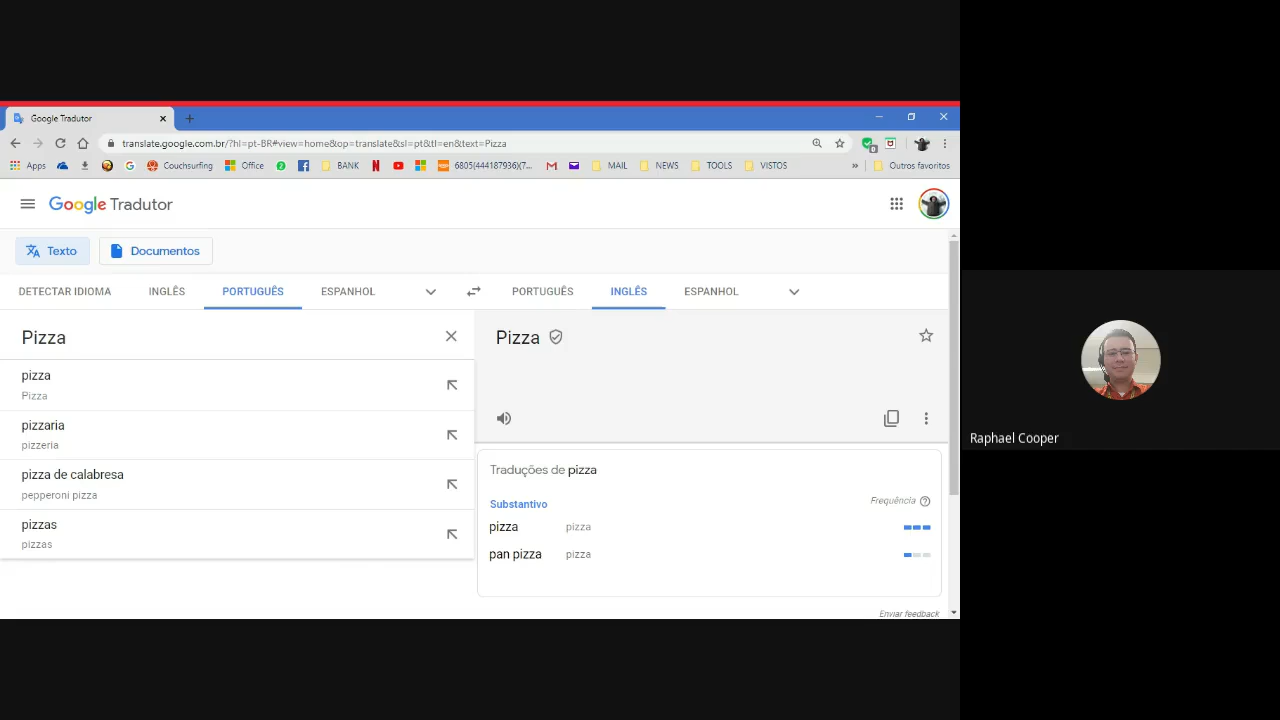 Google Tradutor
translate.google.com.br/?hl=pt-BR#view=home&op=translate&sl=pt&tl=en&text=Pizza
Apps Couchsurfing Office BANK 6805(444187936)(7... MAIL NEWS TOOLS VISTOS » Outros favoritos
Google Tradutor
Texto Documentos
DETECTAR IDIOMA INGLÊS PORTUGUÊS ESPANHOL PORTUGUÊS INGLÊS ESPANHOL
Pizza
pizza
Pizza
pizzaria
pizzeria
pizza de calabresa
pepperoni pizza
pizzas
pizzas
Pizza
Traduções de pizza
Substantivo Frequência
pizza pizza
pan pizza pizza
Enviar feedback
Raphael Cooper